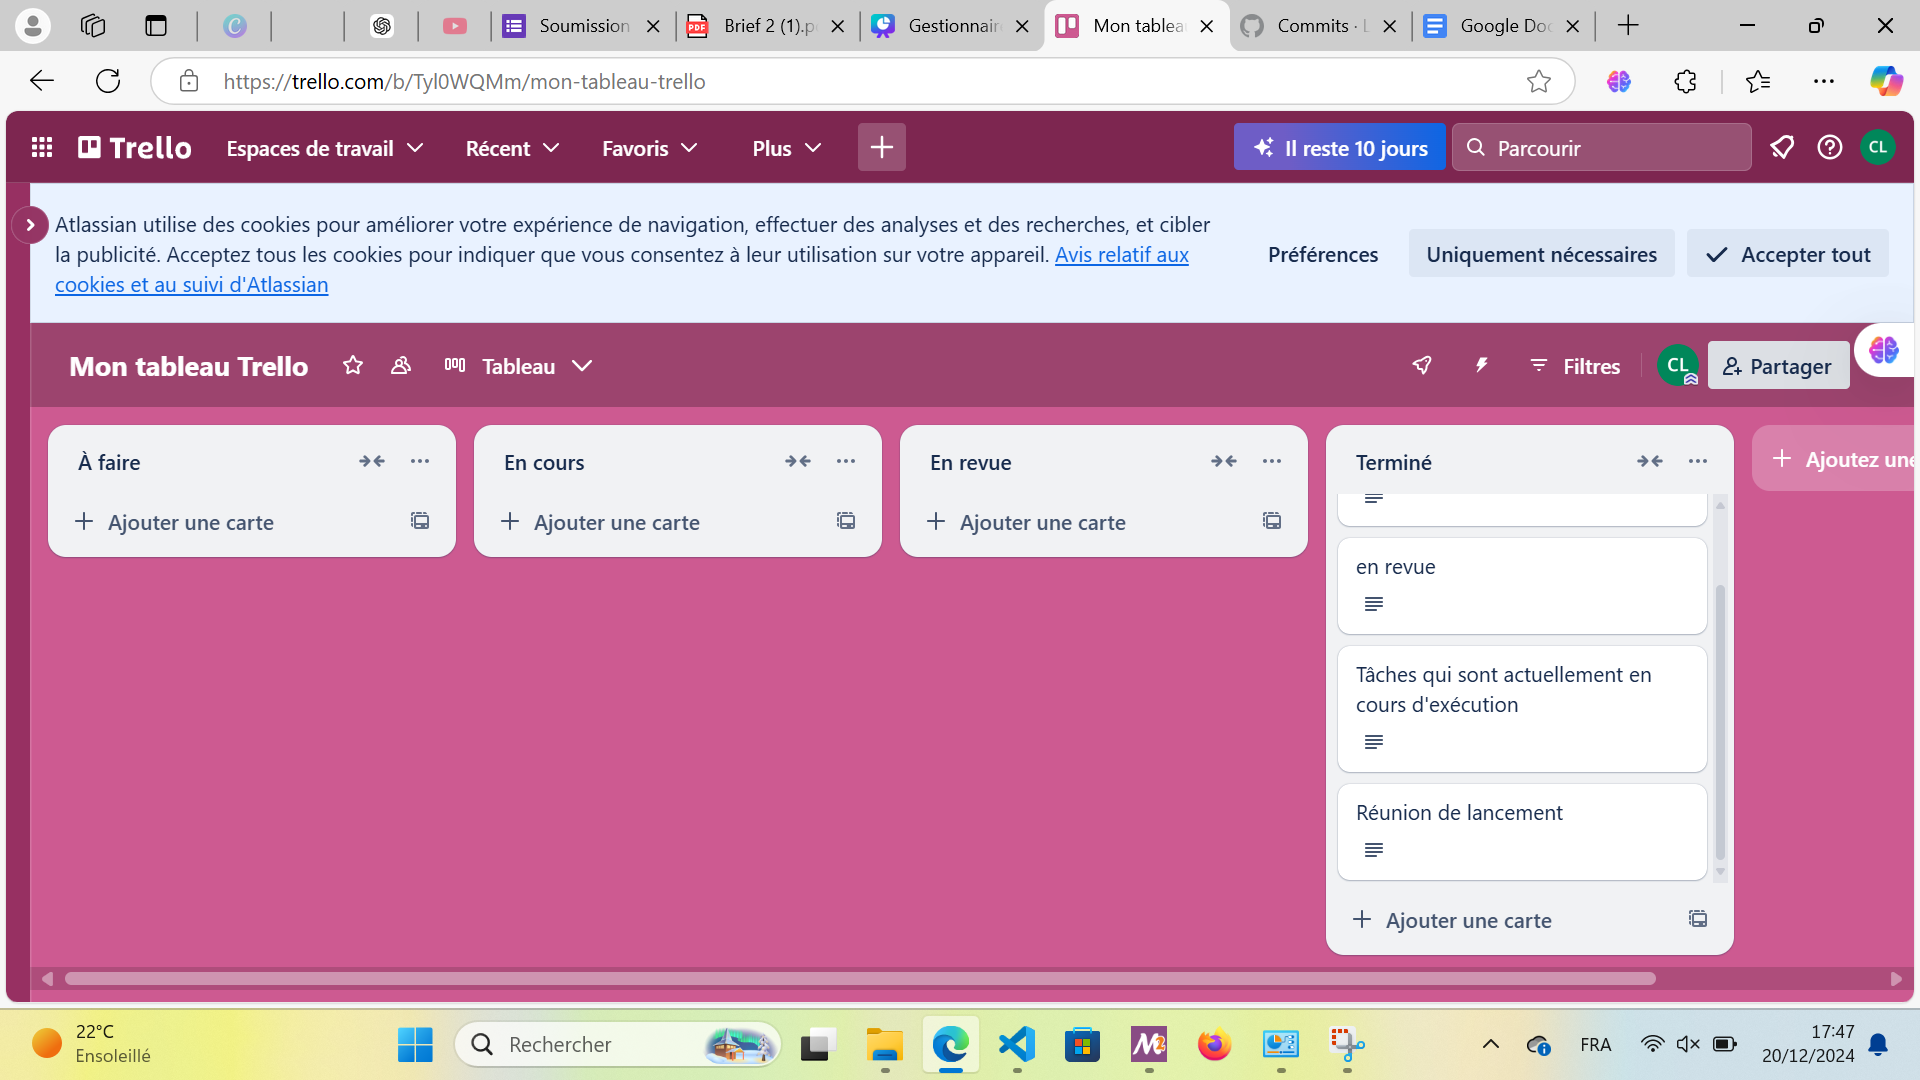 Soumission
Brief 2 (1).p
Gestionnair
Mon tablea
Commits · L
Google Doc
https://trello.com/b/Tyl0WQMm/mon-tableau-trello
Trello
Espaces de travail
Récent
Favoris
Plus
Il reste 10 jours
Parcourir
CL
Atlassian utilise des cookies pour améliorer votre expérience de navigation, effectuer des analyses et des recherches, et cibler
la publicité. Acceptez tous les cookies pour indiquer que vous consentez à leur utilisation sur votre appareil. Avis relatif aux
cookies et au suivi d'Atlassian
Préférences
Uniquement nécessaires
Accepter tout
Mon tableau Trello
Tableau
Filtres
CL
Partager
À faire
Ajouter une carte
En cours
Ajouter une carte
En revue
Ajouter une carte
Terminé
en revue
Tâches qui sont actuellement en
cours d'exécution
Réunion de lancement
Ajouter une carte
Ajoutez une
22°C
Ensoleillé
Rechercher
FRA
17:47
20/12/2024